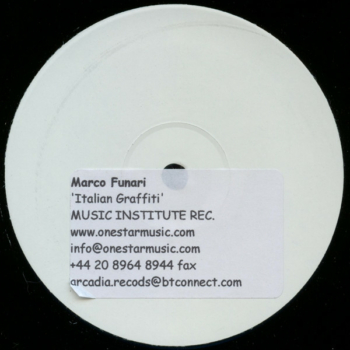 Marco Funari
'Italian Graffiti'
MUSIC INSTITUTE REC.
www.onestarmusic.com
info@onestarmusic.com
+44 20 8964 8944 fax
arcadia.recods@btconnect.com